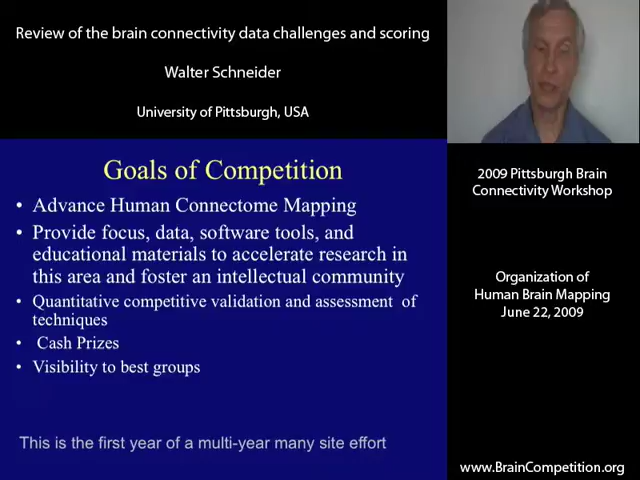 Review of the brain connectivity data challenges and scoring
Walter Schneider
University of Pittsburgh, USA
Goals of Competition
• Advance Human Connectome Mapping
• Provide focus, data, software tools, and
educational materials to accelerate research in
this area and foster an intellectual community
• Quantitative competitive validation and assessment of
techniques
• Cash Prizes
• Visibility to best groups
This is the first year of a multi-year many site effort
2009 Pittsburgh Brain
Connectivity Workshop
Organization of
Human Brain Mapping
June 22, 2009
www.BrainCompetition.org